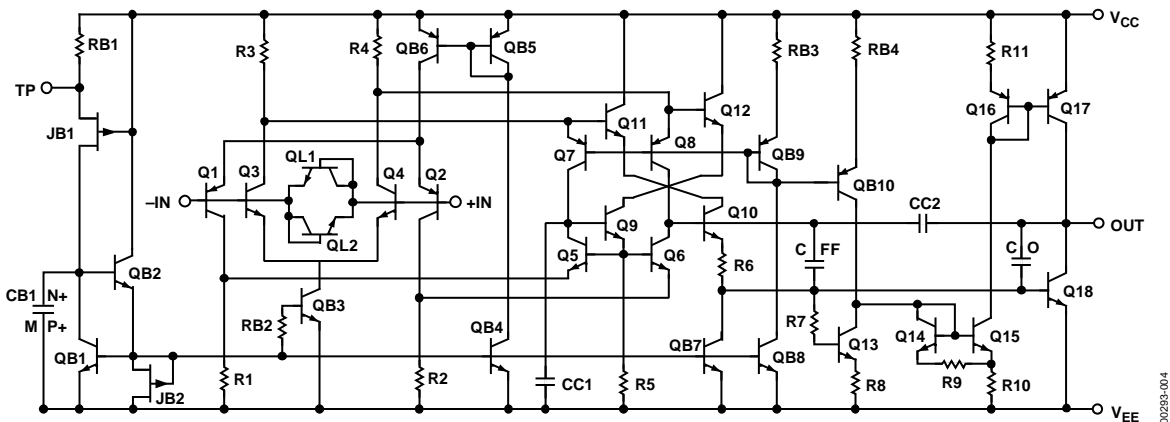 VCC
RB1
R3
R4
QB6
QB5
RB3
RB4
R11
TP
JB1
Q11
Q12
Q16
Q17
Q7
Q8
QB9
QB10
QL1
Q1
Q3
Q4
Q2
–IN
+IN
QL2
CC2
OUT
Q9
Q10
C FF
C O
Q5
Q6
R6
QB2
CB1 N+
M P+
QB3
RB2
Q18
R7
Q13
Q14
Q15
QB1
QB4
QB7
QB8
R9
JB2
R1
R2
CC1
R5
R8
R10
VEE
00293-004